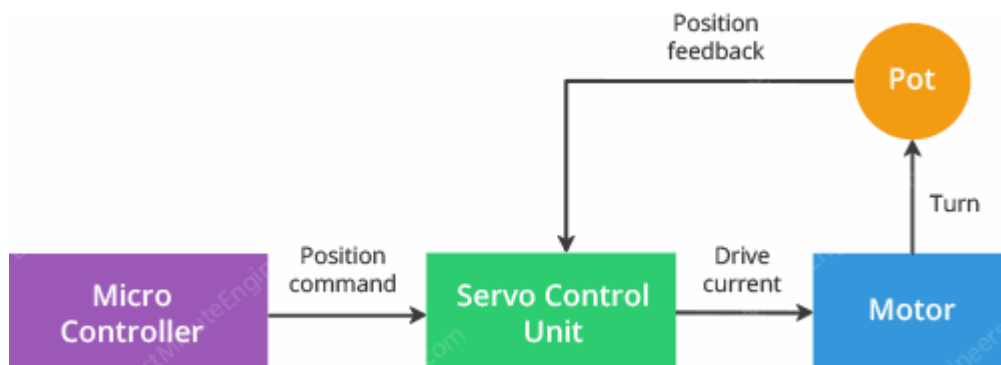 Position
feedback
Pot
Turn
Position
command
Drive
current
Micro
Controller
Servo Control
Unit
Motor